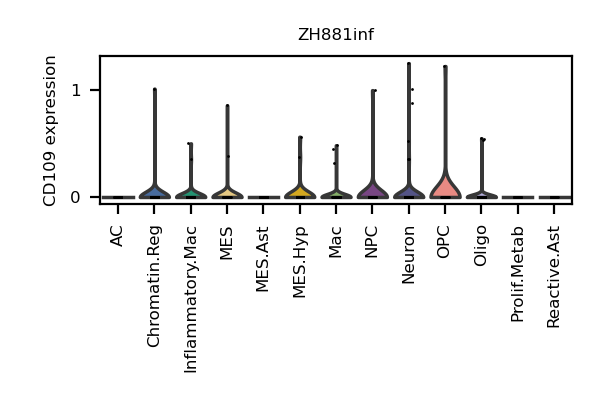 ZH881inf
CD109 expression
1
0
AC
Chromatin.Reg
Inflammatory.Mac
MES
MES.Ast
MES.Hyp
Mac
NPC
Neuron
OPC
Oligo
Prolif.Metab
Reactive.Ast